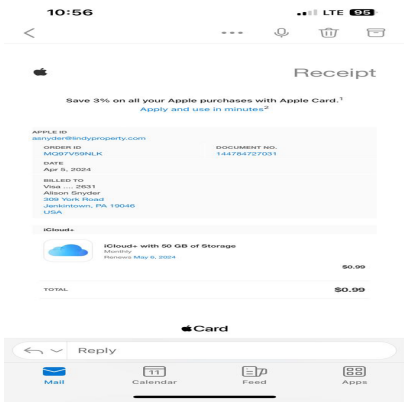 10:56
LTE 95
Receipt
Save 3% on all your Apple purchases with Apple Card.1
Apply and use in minutes2
APPLE ID
asnyder@lindyproperty.com
ORDER ID
MQ97V59NLK
DOCUMENT NO.
144784727031
DATE
Apr 5, 2024
BILLED TO
Visa .... 2631
Alison Snyder
309 York Road
Jenkintown, PA 19046
USA
iCloud+
iCloud+ with 50 GB of Storage
Monthly
Renews May 6, 2024
$0.99
TOTAL
$0.99
Card
Reply
11
Mail
Calendar
Feed
Apps